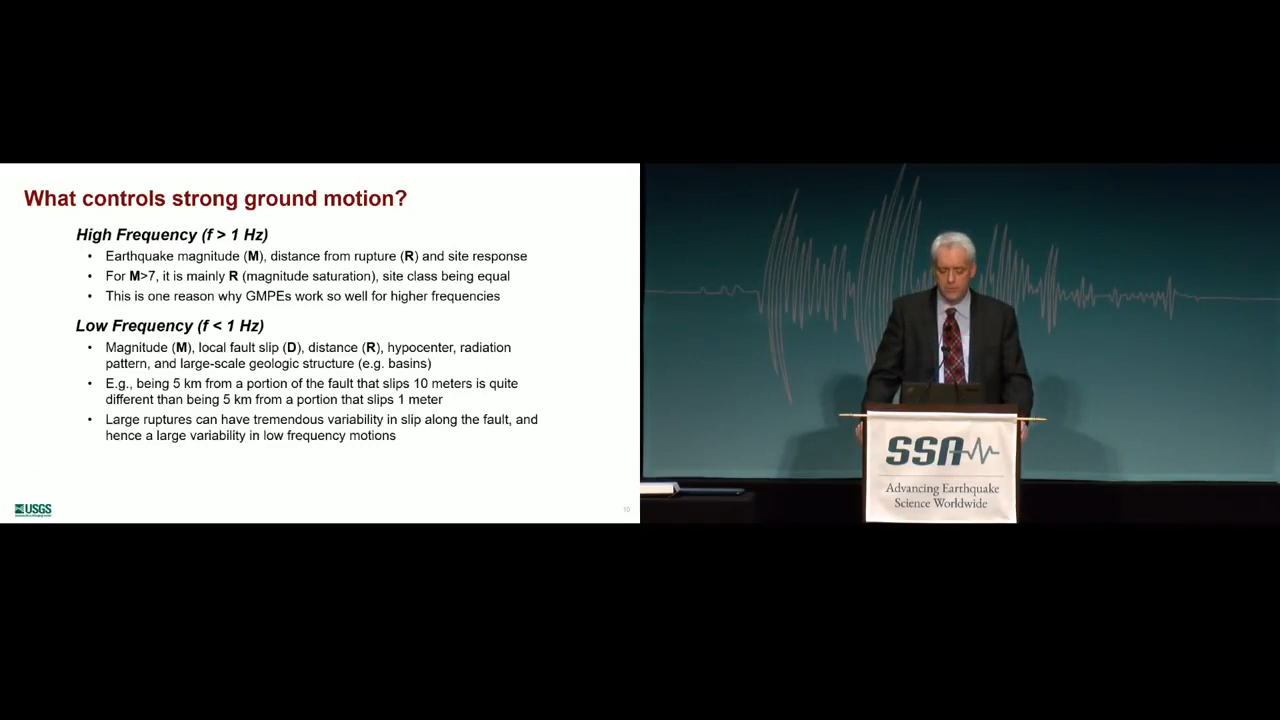 What controls strong ground motion?
High Frequency (f > 1 Hz)
• Earthquake magnitude (M), distance from rupture (R) and site response
• For M>7, it is mainly R (magnitude saturation), site class being equal
• This is one reason why GMPEs work so well for higher frequencies
Low Frequency (f < 1 Hz)
• Magnitude (M), local fault slip (D), distance (R), hypocenter, radiation
pattern, and large-scale geologic structure (e.g. basins)
• E.g., being 5 km from a portion of the fault that slips 10 meters is quite
different than being 5 km from a portion that slips 1 meter
• Large ruptures can have tremendous variability in slip along the fault, and
hence a large variability in low frequency motions
USGS
10
SSA
Advancing Earthquake
Science Worldwide